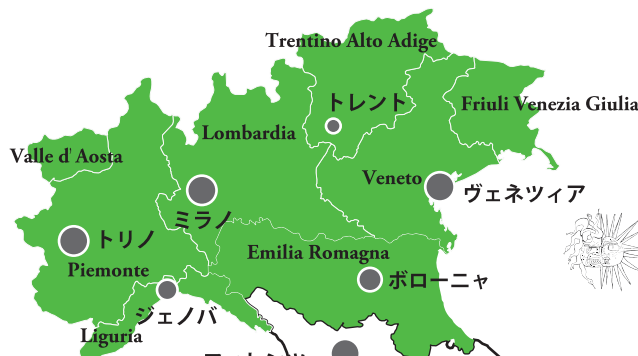 Trentino Alto Adige
トレント
Friuli Venezia Giulia
Lombardia
Valle d'Aosta
Veneto
ヴェネツィア
ミラノ
トリノ
Emilia Romagna
Piemonte
ボローニャ
ジェノバ
Liguria